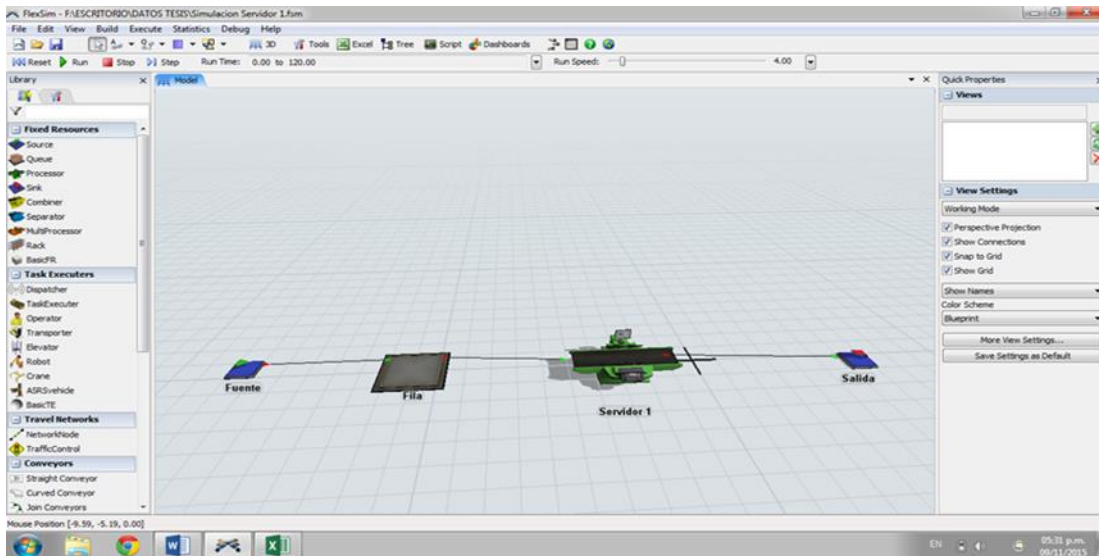 FlexSim - F:\ESCRITORIO\DATOS TESIS\Simulacion Servidor 1.fsm
File Edit View Build Execute Statistics Debug Help
3D Tools Excel Tree Script Dashboards
Reset Run Stop Step Run Time: 0.00 to 120.00 Run Speed: 4.00
Library
Model
Quick Properties
Views
Fixed Resources
Source
Queue
Processor
Sink
Combiner
Separator
MultiProcessor
Rack
BasicFR
Task Executers
Dispatcher
TaskExecuter
Operator
Transporter
Elevator
Robot
Crane
ASRSvehicle
BasicTE
Travel Networks
NetworkNode
TrafficControl
Conveyors
Straight Conveyor
Curved Conveyor
Join Conveyors
Fuente
Fila
Servidor 1
Salida
View Settings
Working Mode
Perspective Projection
Show Connections
Snap to Grid
Show Grid
Show Names
Color Scheme
Blueprint
More View Settings...
Save Settings as Default
Mouse Position [-9.59, -5.19, 0.00]
EN
05:31 p.m.
09/11/2015